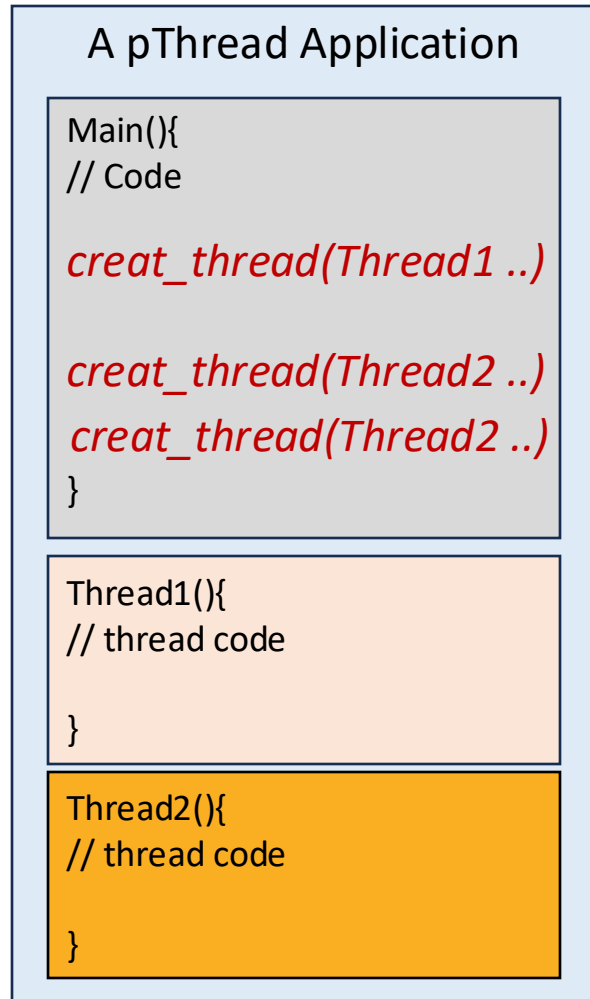 A pThread Application
Main(){
// Code
creat_thread(Thread1 ..)
creat_thread(Thread2 ..)
creat_thread(Thread2 ..)
}
Thread1(){
// thread code
}
Thread2(){
// thread code
}